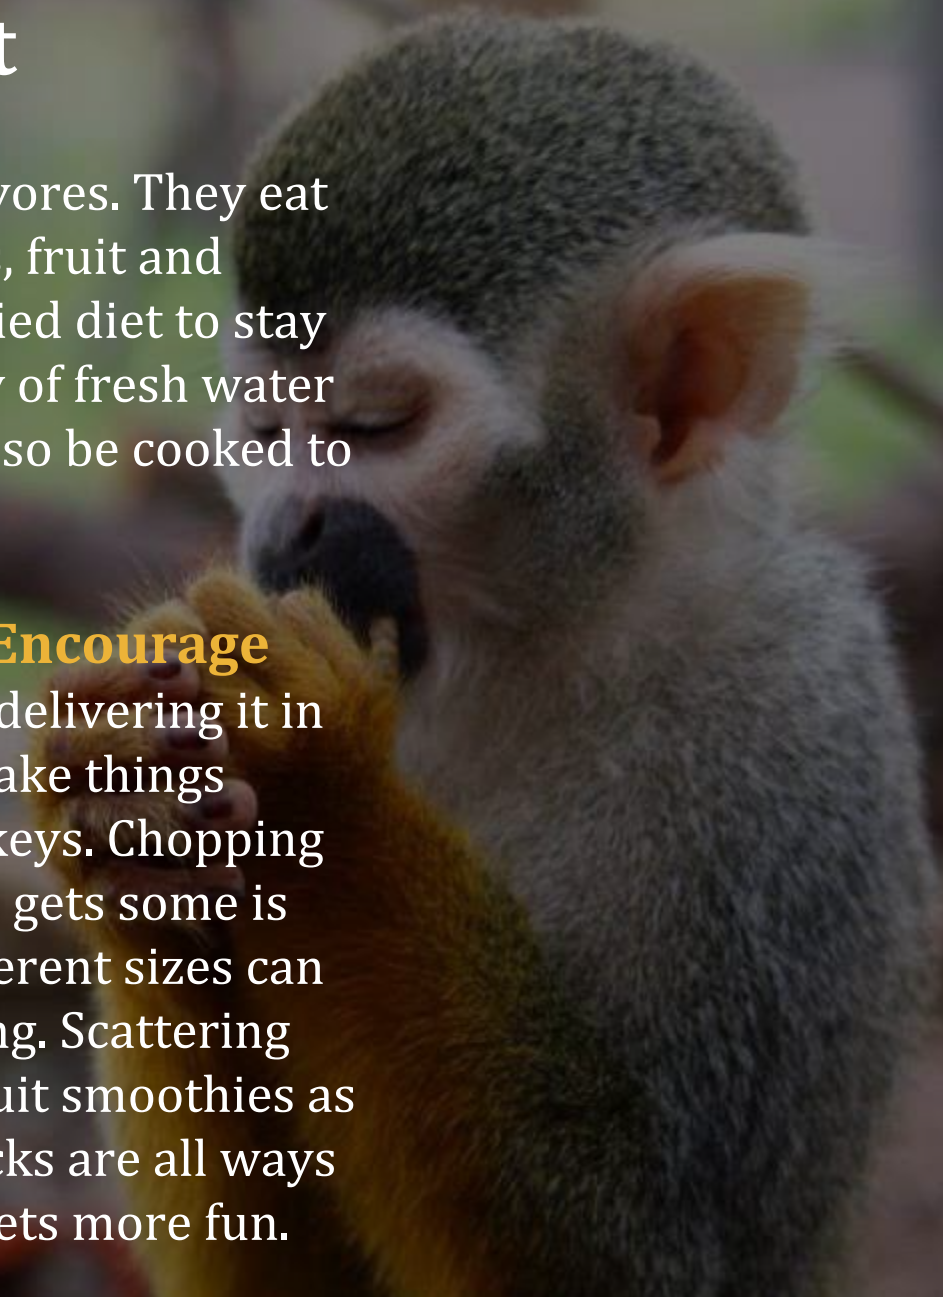 t
vores. They eat
, fruit and
ied diet to stay
of fresh water
so be cooked to
Encourage
delivering it in
ake things
keys. Chopping
gets some is
erent sizes can
ng. Scattering
uit smoothies as
cks are all ways
ets more fun.